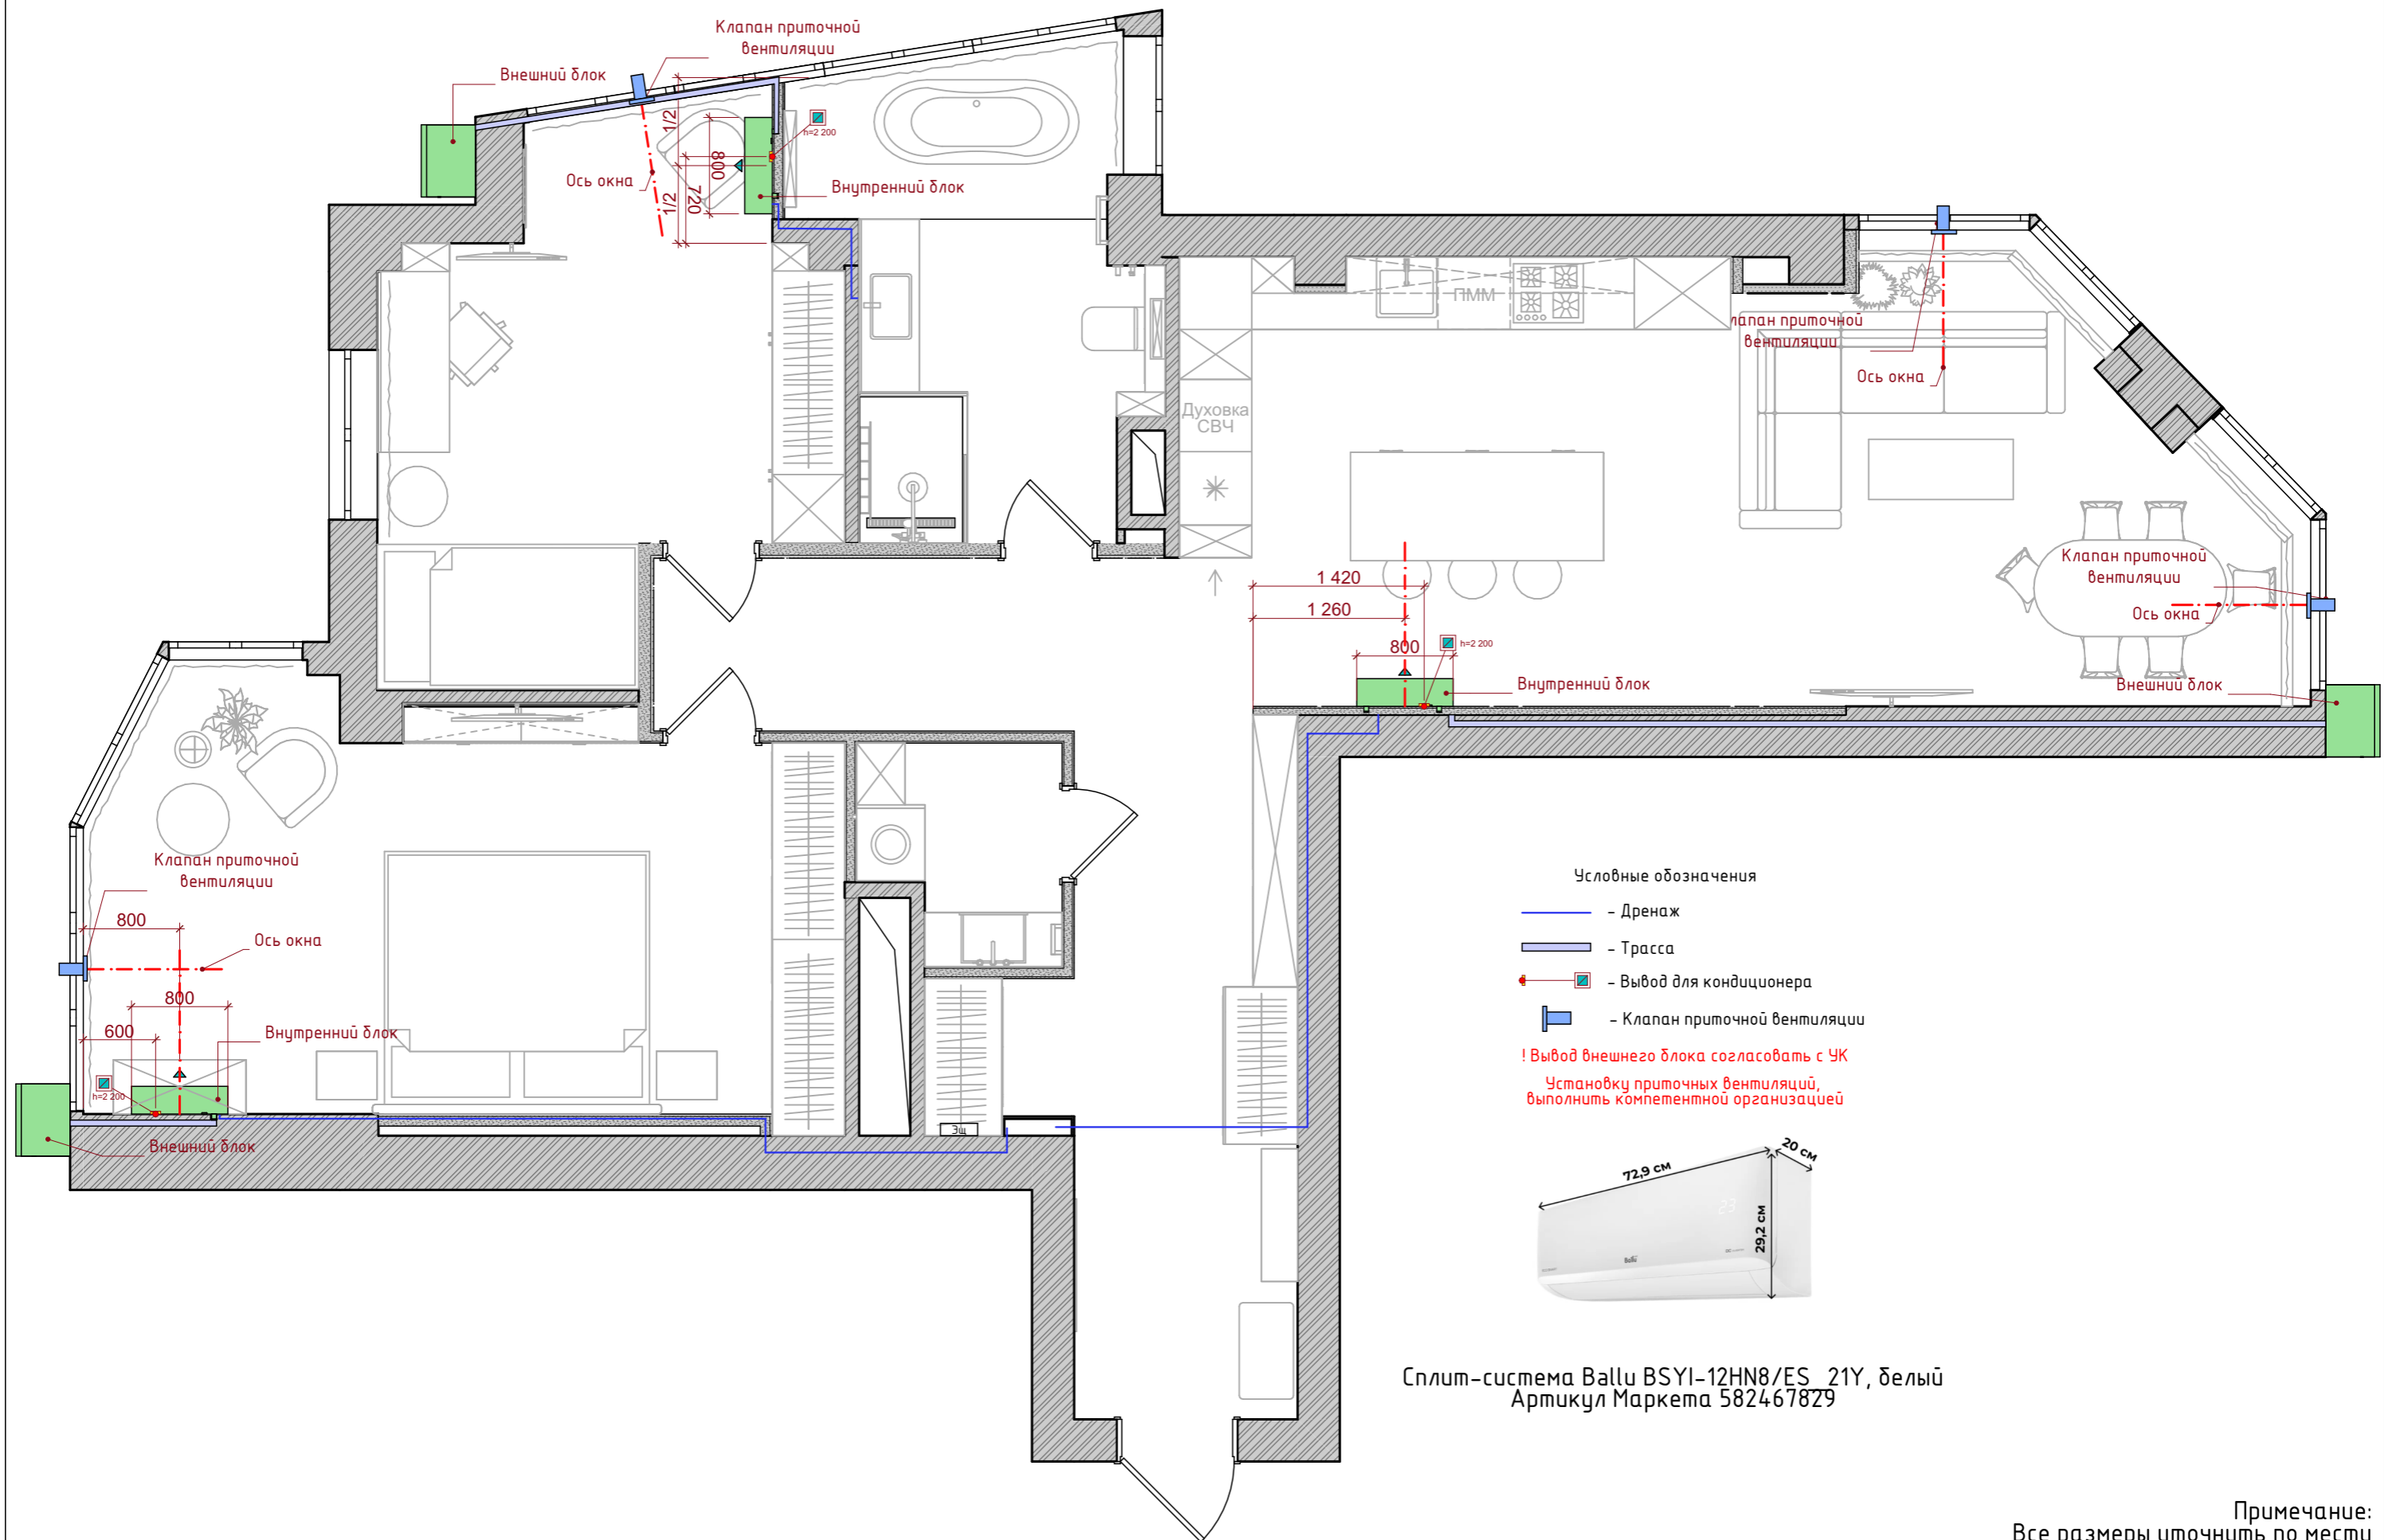 Клапан приточной
вентиляции
Внешний блок
1/2
800
h=2 200
Ось окна
Внутренний блок
1/2
720
ПММ
лапан приточной
вентиляции
Ось окна
Духовка
СВЧ
Клапан приточной
вентиляции
Ось окна
1 420
1 260
800
h=2 200
Внутренний блок
Внешний блок
Клапан приточной
вентиляции
800
Ось окна
800
600
Внутренний блок
h=2 200
Внешний блок
ЭЩ
Условные обозначения
- Дренаж
- Трасса
- Вывод для кондиционера
- Клапан приточной вентиляции
! Вывод внешнего блока согласовать с УК
Установку приточных вентиляций,
выполнить компетентной организацией
72,9 см
20 см
29,2 см
23
Ballu
Сплит-система Ballu BSYI-12HN8/ES_21Y, белый
Артикул Маркета 582467829
Примечание:
Все размеры уточнить по месту